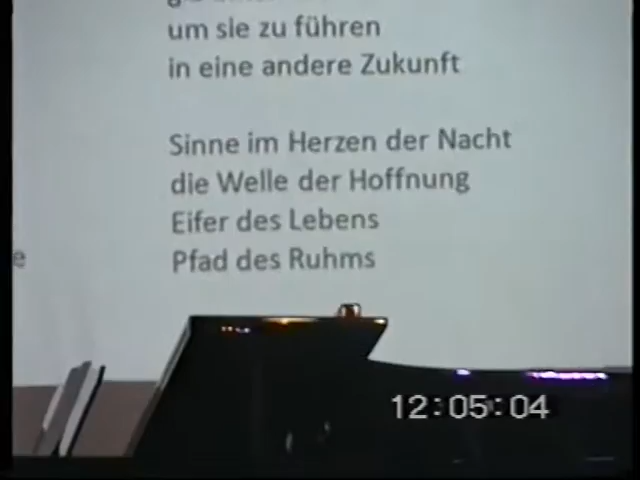 um sie zu führen
in eine andere Zukunft
Sinne im Herzen der Nacht
die Welle der Hoffnung
Eifer des Lebens
Pfad des Ruhms
e
12:05:04